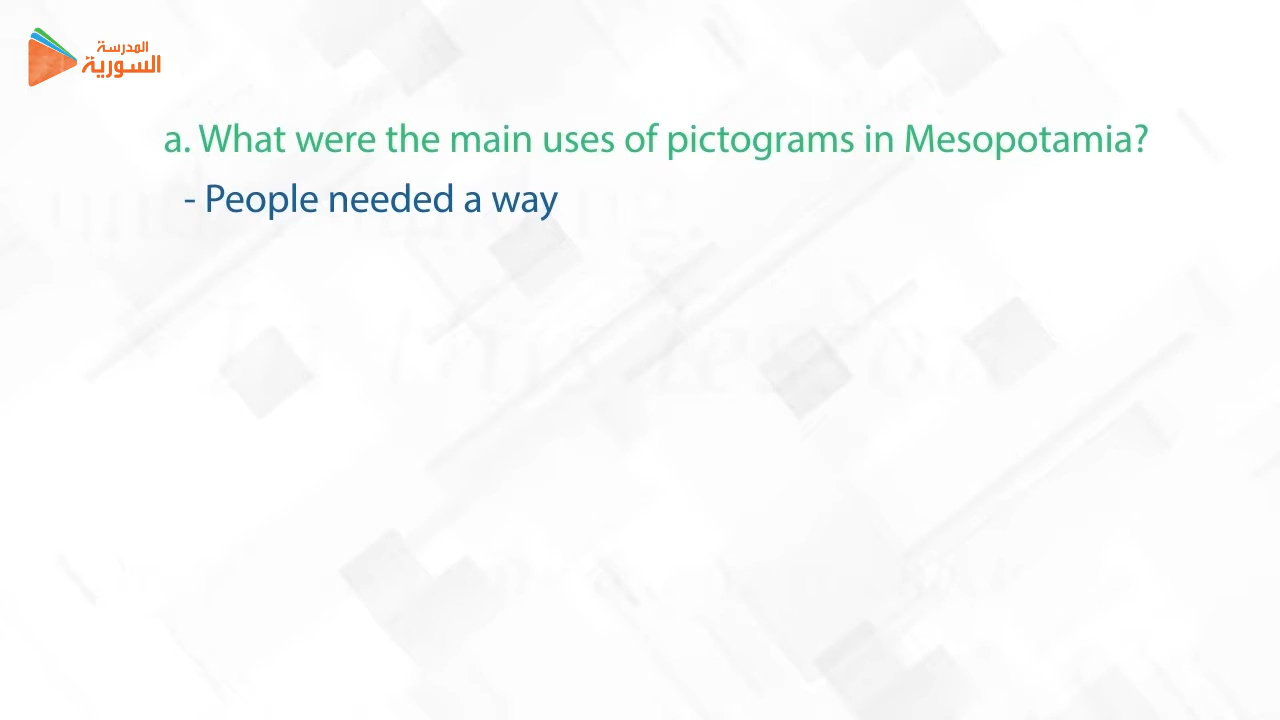 المدرسة
السورية
a. What were the main uses of pictograms in Mesopotamia?
- People needed a way